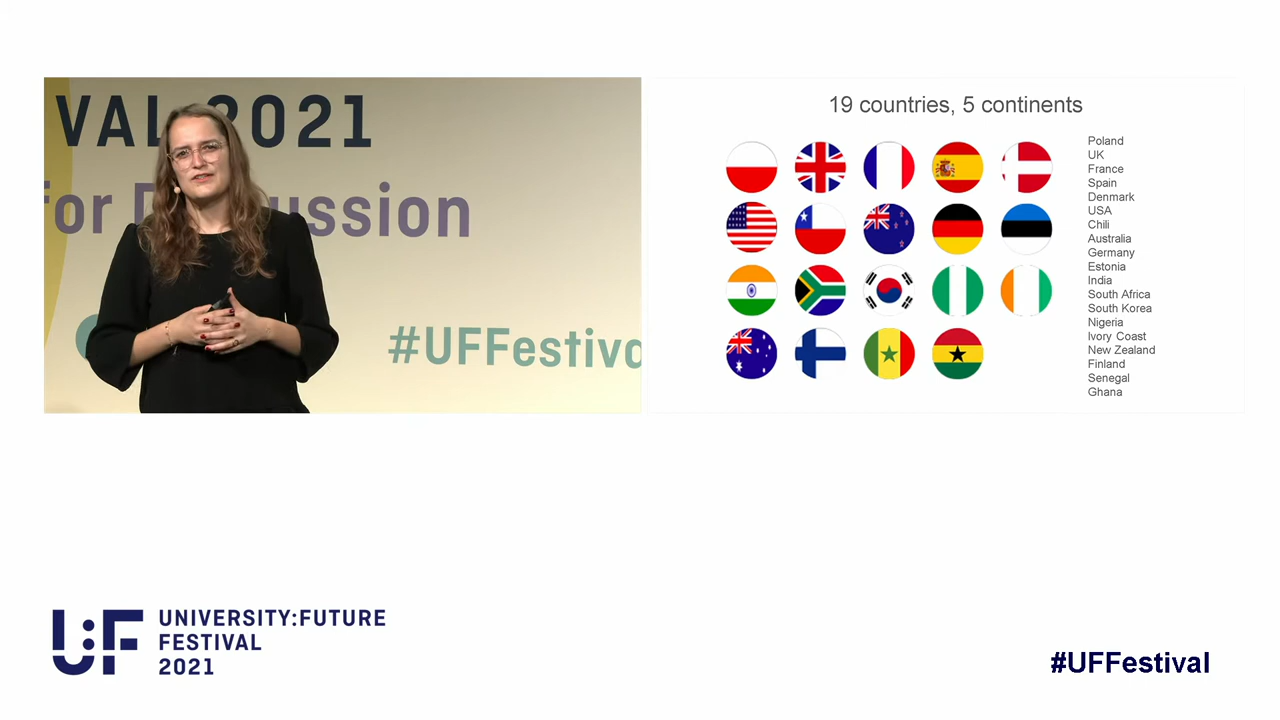 VAL 2021
for D ussion
#UFFestiva
19 countries, 5 continents
Poland
UK
France
Spain
Denmark
USA
Chili
Australia
Germany
Estonia
India
South Africa
South Korea
Nigeria
Ivory Coast
New Zealand
Finland
Senegal
Ghana
U:F
UNIVERSITY:FUTURE
FESTIVAL
2021
#UFFestival